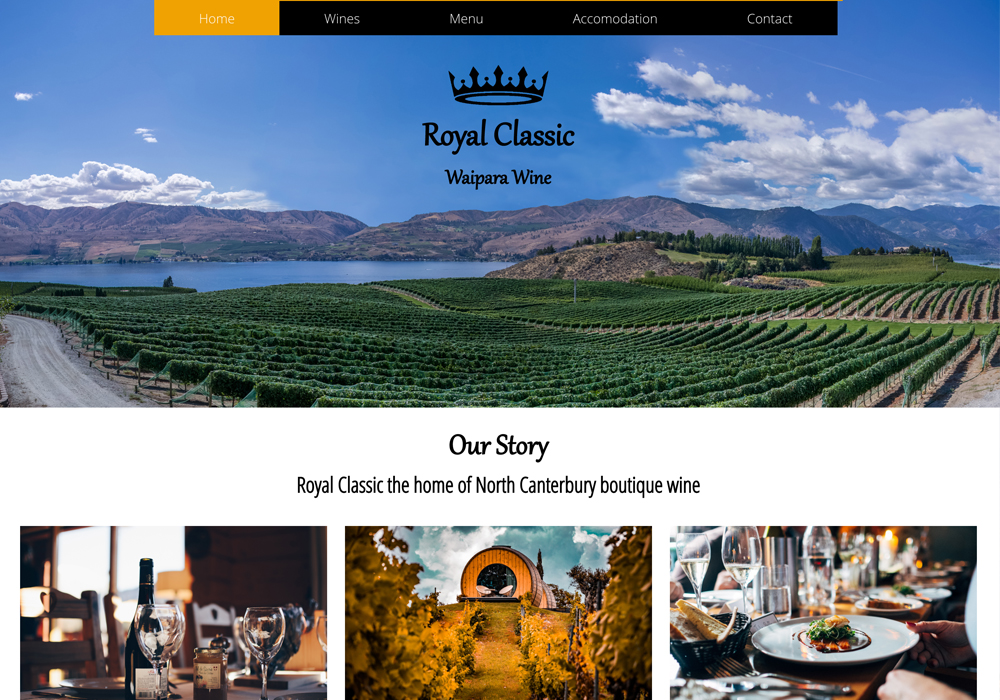 Home Wines Menu Accomodation Contact
Royal Classic
Waipara Wine
Our Story
Royal Classic the home of North Canterbury boutique wine